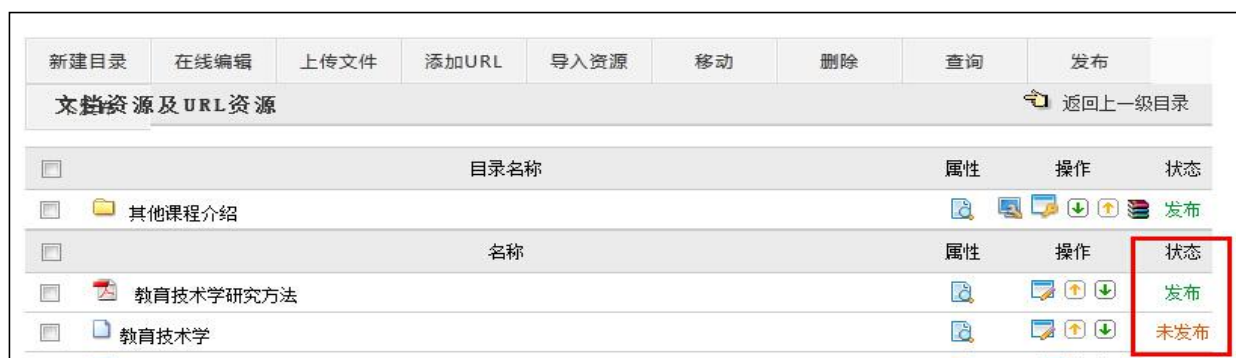 新建目录 在线编辑 上传文件 添加URL 导入资源 移动 删除 查询 发布
文档资源及URL资源 返回上一级目录
目录名称 属性 操作 状态
其他课程介绍 发布
名称 属性 操作 状态
教育技术学研究方法 发布
教育技术学 未发布